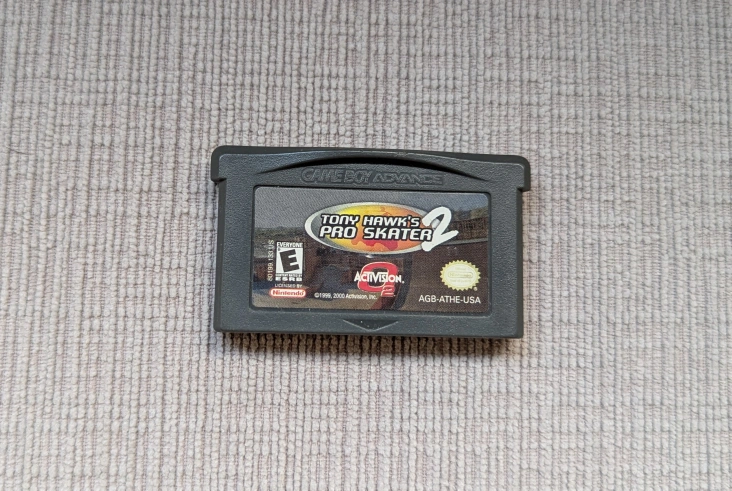 GAME BOY ADVANCE
TONY HAWK'S
PRO SKATER 2
EVERYONE
E
ESRB
LICENSED BY
Nintendo
ACTIVISION.
©1999, 2000 Activision, Inc.
AGB-ATHE-USA